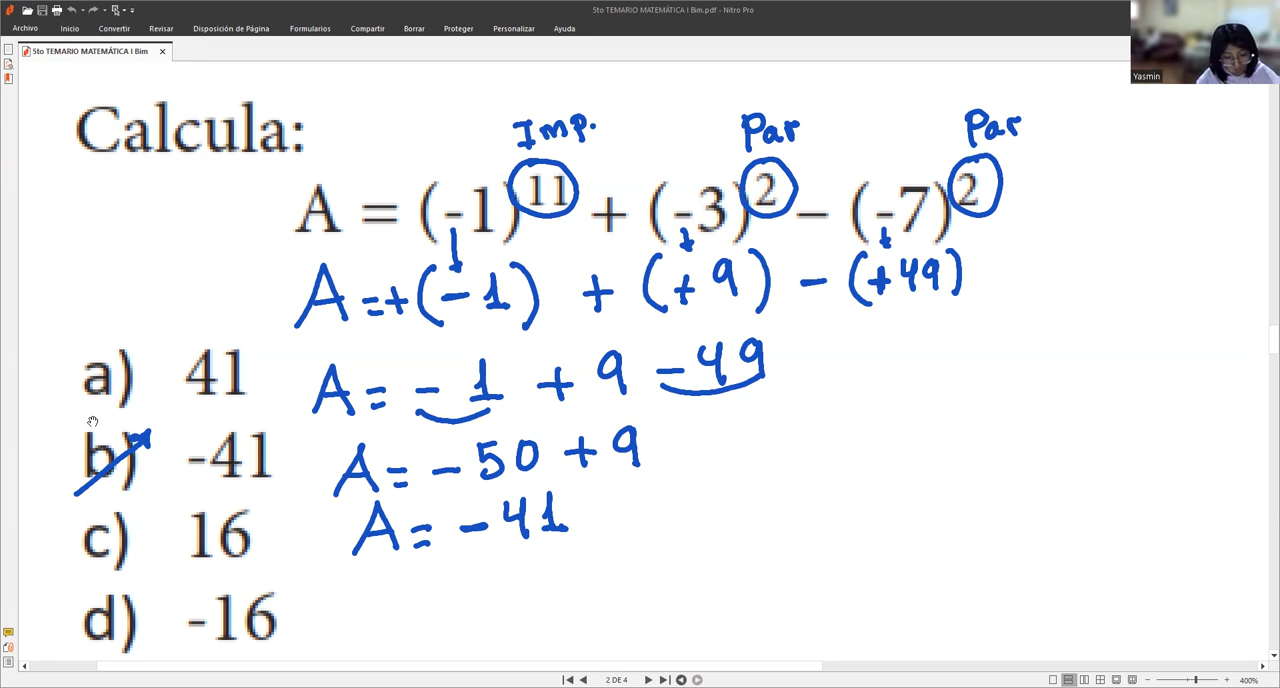 5to TEMARIO MATEMÁTICA I Bim.pdf - Nitro Pro
Archivo Inicio Convertir Revisar Disposición de Página Formularios Compartir Borrar Proteger Personalizar Ayuda
5to TEMARIO MATEMÁTICA I Bim
Yasmin
Calcula:
Imp. Par Par
A = (-1)¹¹ + (-3)² − (-7)²
A = +(-1) + (+9) - (+49)
a) 41
A = - 1 + 9 - 49
b) -41
A = - 50 + 9
c) 16
A = - 41
d) -16
2 DE 4
400%